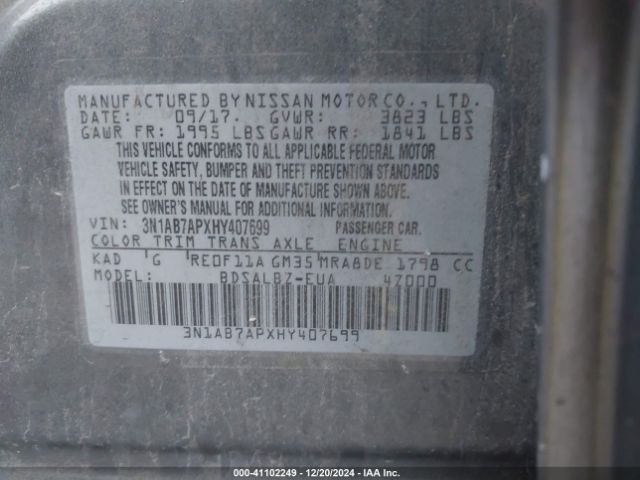 MANUFACTURED BY NISSAN MOTOR CO., LTD.
DATE: 09/17. GVWR: 3823 LBS
GAWR FR: 1995 LBS GAWR RR: 1841 LBS
THIS VEHICLE CONFORMS TO ALL APPLICABLE FEDERAL MOTOR
VEHICLE SAFETY, BUMPER AND THEFT PREVENTION STANDARDS
IN EFFECT ON THE DATE OF MANUFACTURE SHOWN ABOVE.
SEE OWNER'S MANUAL FOR ADDITIONAL INFORMATION.
VIN: 3N1AB7APXHY407699 PASSENGER CAR.
COLOR TRIM TRANS AXLE ENGINE
KAD G RE0F11A GM35 MRA8DE 1798 CC
MODEL: BDSALBZ-EUA 47000
3N1AB7APXHY407699
000-41102249 | 12/20/2024 | IAA Inc.